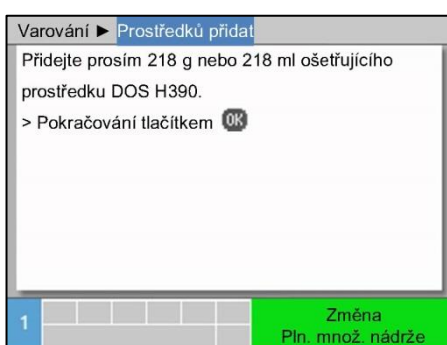 Varování ► Prostředků přidat
Přidejte prosím 218 g nebo 218 ml ošetřujícího
prostředku DOS H390.
> Pokračování tlačítkem OK
1
Změna
Pln. množ. nádrže